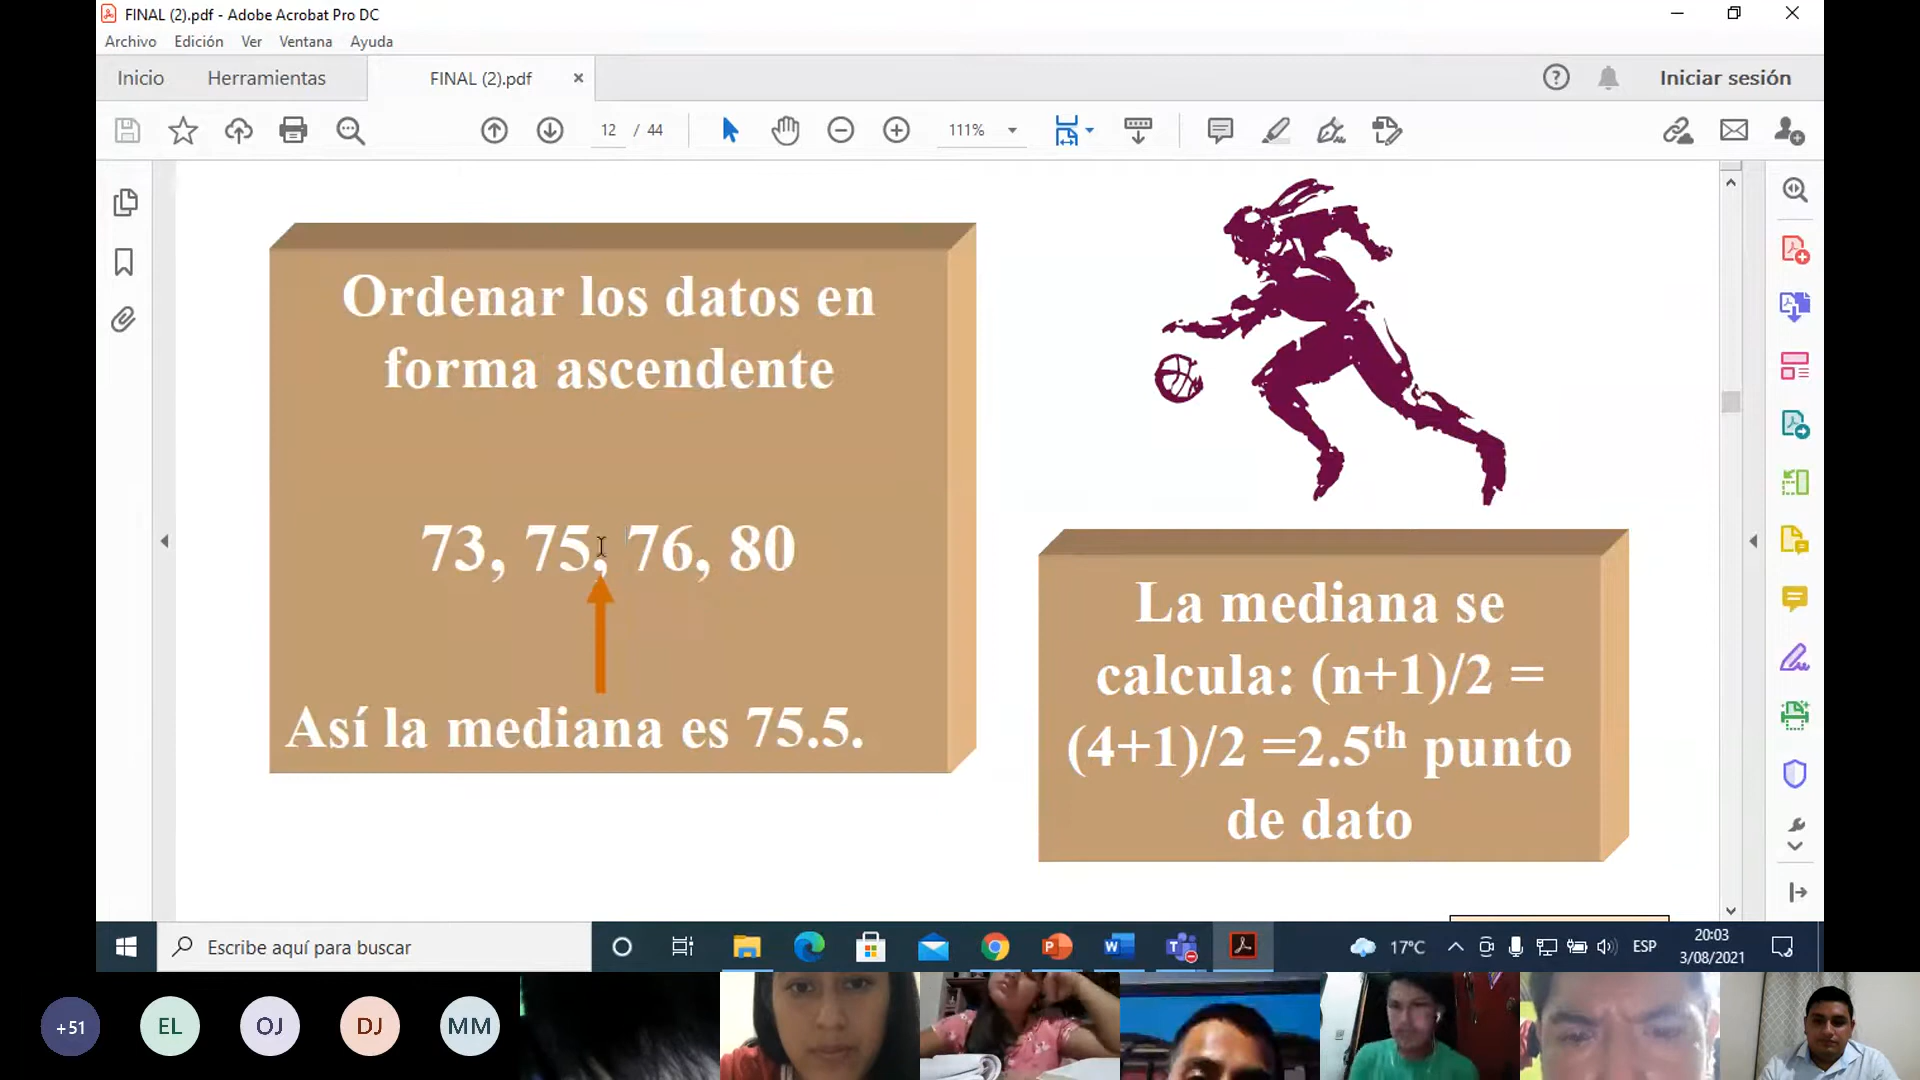 FINAL (2).pdf - Adobe Acrobat Pro DC
Archivo Edición Ver Ventana Ayuda
Inicio Herramientas FINAL (2).pdf × Iniciar sesión
12 / 44 111%
Ordenar los datos en
forma ascendente
73, 75, 76, 80
Así la mediana es 75.5.
La mediana se
calcula: (n+1)/2 =
(4+1)/2 =2.5th punto
de dato
Escribe aquí para buscar
17°C ESP
20:03
3/08/2021
+51 EL OJ DJ MM